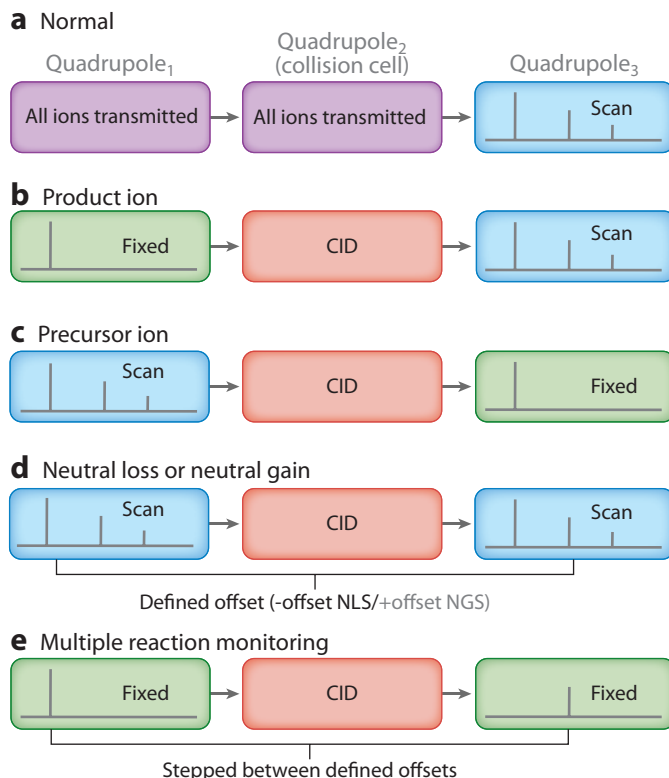 a Normal
Quadrupole₁
Quadrupole₂
(collision cell)
Quadrupole₃
All ions transmitted
All ions transmitted
Scan
b Product ion
Fixed
CID
Scan
c Precursor ion
Scan
CID
Fixed
d Neutral loss or neutral gain
Scan
CID
Scan
Defined offset (-offset NLS/+offset NGS)
e Multiple reaction monitoring
Fixed
CID
Fixed
Stepped between defined offsets